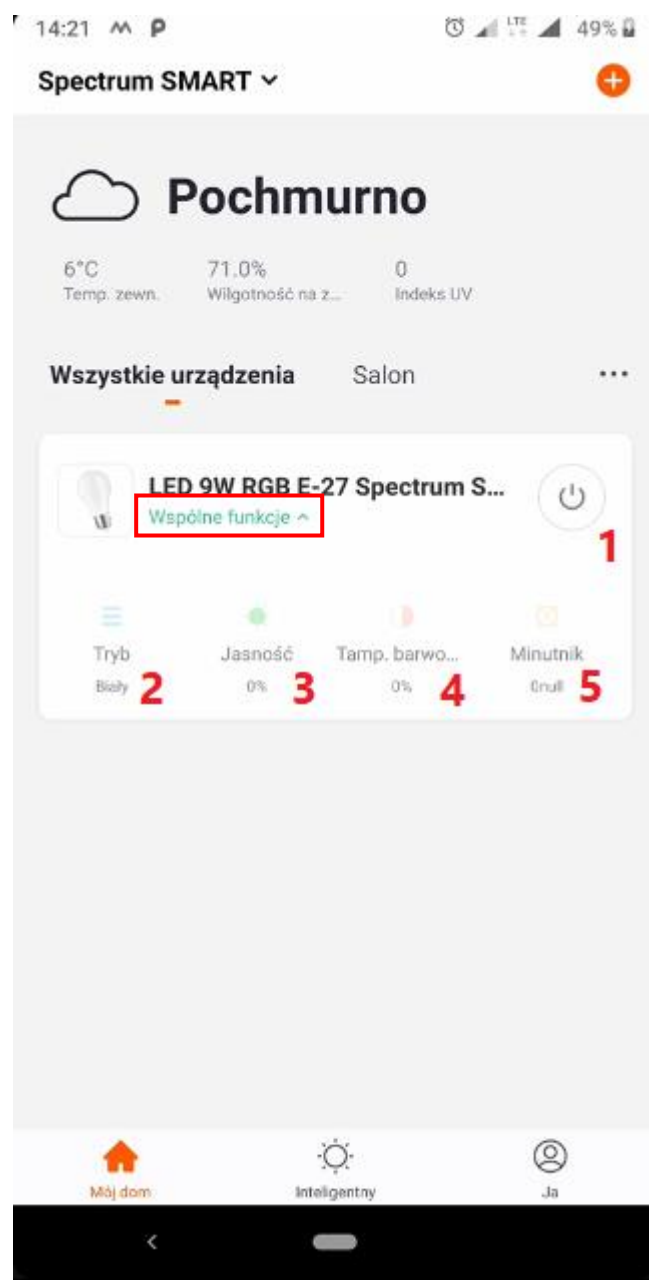 14:21 P LTE 49%
Spectrum SMART
Pochmurno
6°C 71.0% 0
Temp. zewn. Wilgotność na z... Indeks UV
Wszystkie urządzenia Salon
LED 9W RGB E-27 Spectrum S...
Wspólne funkcje
1
Tryb Jasność Tamp. barwo... Minutnik
Biały 2 0% 3 0% 4 0null 5
Mój dom Inteligentny Ja